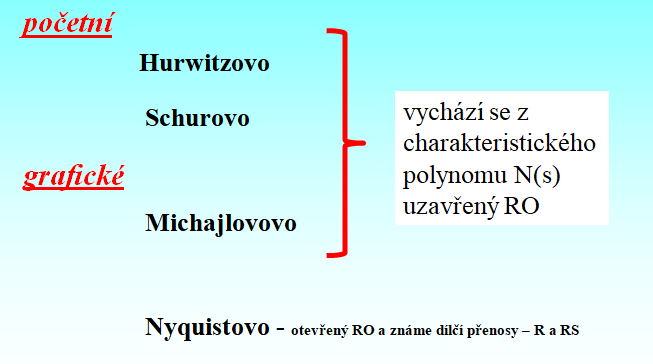 početní
Hurwitzovo
Schurovo
grafické
Michajlovovo
vychází se z
charakteristického
polynomu N(s)
uzavřený RO
Nyquistovo - otevřený RO a známe dílčí přenosy – R a RS